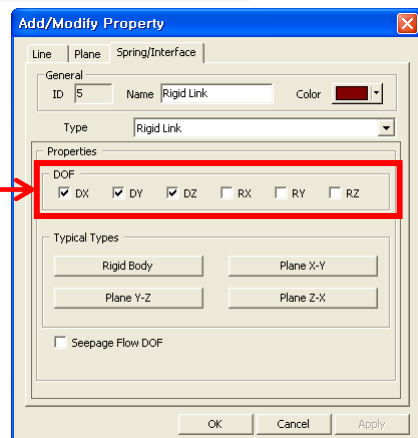 Add/Modify Property
Line Plane Spring/Interface
General
ID 5 Name Rigid Link Color
Type Rigid Link
Properties
DOF
DX DY DZ RX RY RZ
Typical Types
Rigid Body Plane X-Y
Plane Y-Z Plane Z-X
Seepage Flow DOF
OK Cancel Apply